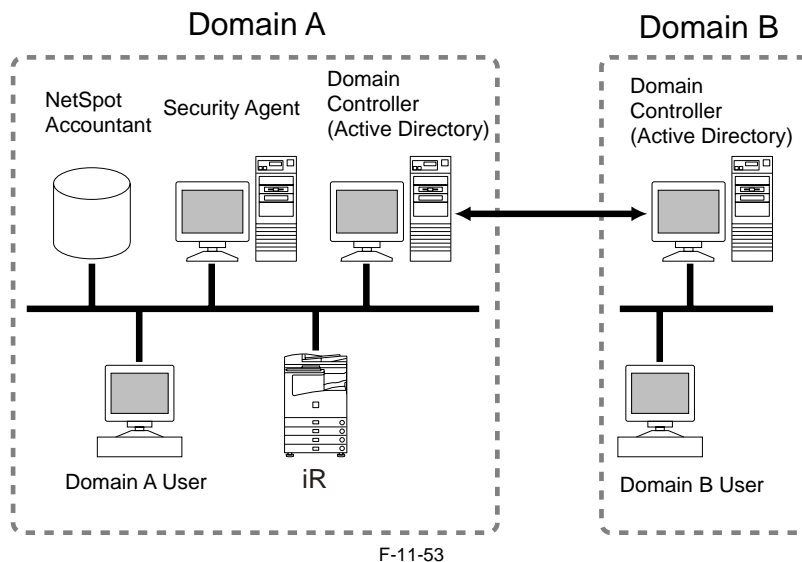 Domain A
Domain B
NetSpot
Accountant
Security Agent
Domain
Controller
(Active Directory)
Domain
Controller
(Active Directory)
Domain A User
iR
Domain B User
F-11-53